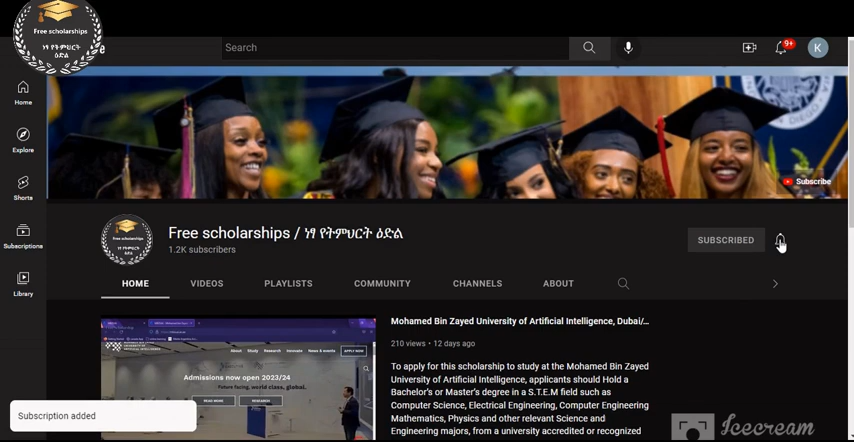 Free scholarships
ነፃ የትምህርት
ዕድል
Search
9+
K
Home
Explore
Shorts
Subscriptions
Library
Subscribe
Free scholarships / ነፃ የትምህርት ዕድል
1.2K subscribers
SUBSCRIBED
HOME
VIDEOS
PLAYLISTS
COMMUNITY
CHANNELS
ABOUT
Mohamed Bin Zayed University of Artificial Intelligence, Dubai/...
210 views • 12 days ago
To apply for this scholarship to study at the Mohamed Bin Zayed
University of Artificial Intelligence, applicants should Hold a
Bachelor's or Master's degree in a S.T.E.M field such as
Computer Science, Electrical Engineering, Computer Engineering
Mathematics, Physics and other relevant Science and
Engineering majors, from a university accredited or recognized
About Study Research Innovate News & events APPLY NOW
Admissions now open 2023/24
Future facing, world class, global.
READ MORE
RESEARCH
Subscription added
Icecream